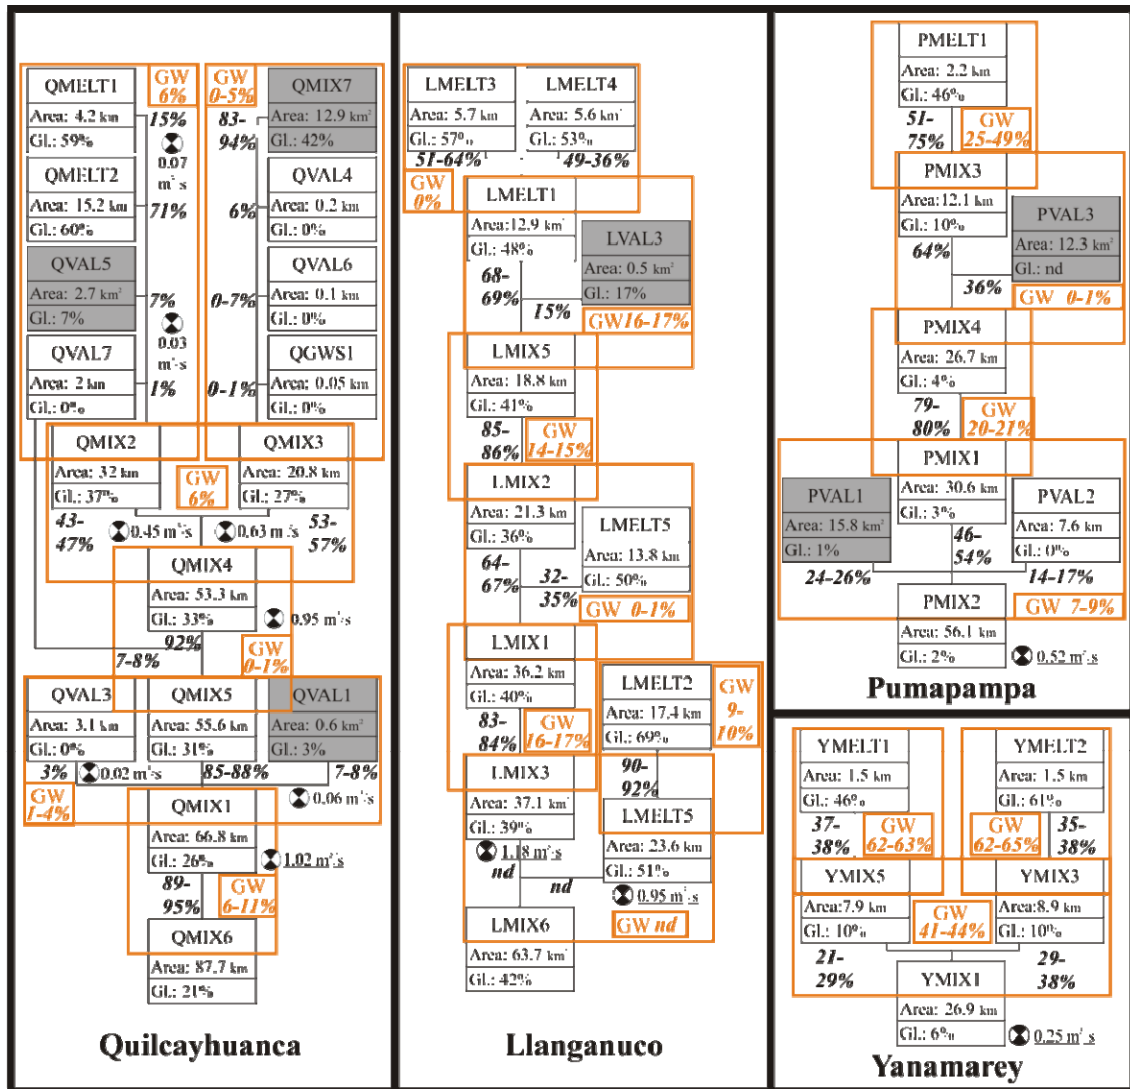 QMELT1
Area: 4.2 km
Gl.: 59%
GW
6%
15%
0.07
m³·s
QMELT2
Area: 15.2 km
Gl.: 60%
71%
QVAL5
Area: 2.7 km²
Gl.: 7%
7%
0.03
m³·s
QVAL7
Area: 2 km
Gl.: 0%
1%
GW
0-5%
QMIX7
Area: 12.9 km²
Gl.: 42%
83-
94%
QVAL4
Area: 0.2 km
Gl.: 0%
6%
QVAL6
Area: 0.1 km
Gl.: 0%
0-7%
QGWS1
Area: 0.05 km
Gl.: 0%
0-1%
QMIX2
Area: 32 km
Gl.: 37%
43-
47%
0.45 m³·s
GW
6%
QMIX3
Area: 20.8 km
Gl.: 27%
0.63 m³·s
53-
57%
QMIX4
Area: 53.3 km
Gl.: 33%
92%
0.95 m³·s
GW
0-1%
7-8%
QVAL3
Area: 3.1 km
Gl.: 0%
3%
0.02 m³·s
GW
1-4%
QMIX5
Area: 55.6 km
Gl.: 31%
85-88%
QVAL1
Area: 0.6 km²
Gl.: 3%
7-8%
0.06 m³·s
QMIX1
Area: 66.8 km
Gl.: 26%
1.02 m³·s
89-
95%
GW
6-11%
QMIX6
Area: 87.7 km
Gl.: 21%
Quilcayhuanca
LMELT3
Area: 5.7 km
Gl.: 57%
51-64%
LMELT4
Area: 5.6 km
Gl.: 53%
49-36%
GW
0%
LMELT1
Area:12.9 km
Gl.: 48%
68-
69%
LVAL3
Area: 0.5 km²
Gl.: 17%
15%
GW16-17%
LMIX5
Area: 18.8 km
Gl.: 41%
85-
86%
GW
14-15%
LMIX2
Area: 21.3 km
Gl.: 36%
64-
67%
LMELT5
Area: 13.8 km
Gl.: 50%
32-
35%
GW 0-1%
LMIX1
Area: 36.2 km
Gl.: 40%
83-
84%
GW
16-17%
LMELT2
Area: 17.4 km
Gl.: 69%
GW
9-
10%
90-
92%
LMIX3
Area: 37.1 km
Gl.: 39%
1.18 m³·s
nd
LMELT5
Area: 23.6 km
Gl.: 51%
nd
0.95 m³·s
GW nd
LMIX6
Area: 63.7 km
Gl.: 42%
Llanganuco
PMELT1
Area: 2.2 km
Gl.: 46%
51-
75%
GW
25-49%
PMIX3
Area: 12.1 km
Gl.: 10%
64%
PVAL3
Area: 12.3 km²
Gl.: nd
36%
GW 0-1%
PMIX4
Area: 26.7 km
Gl.: 4%
79-
80%
GW
20-21%
PMIX1
Area: 30.6 km
Gl.: 3%
46-
54%
PVAL1
Area: 15.8 km²
Gl.: 1%
24-26%
PVAL2
Area: 7.6 km
Gl.: 0%
14-17%
PMIX2
Area: 56.1 km
Gl.: 2%
GW 7-9%
0.52 m³·s
Pumapampa
YMELT1
Area: 1.5 km
Gl.: 46%
37-
38%
GW
62-63%
YMELT2
Area: 1.5 km
Gl.: 61%
GW
62-65%
35-
38%
YMIX5
Area:7.9 km
Gl.: 10%
21-
29%
GW
41-44%
YMIX3
Area:8.9 km
Gl.: 10%
29-
38%
YMIX1
Area: 26.9 km
Gl.: 6%
0.25 m³·s
Yanamarey